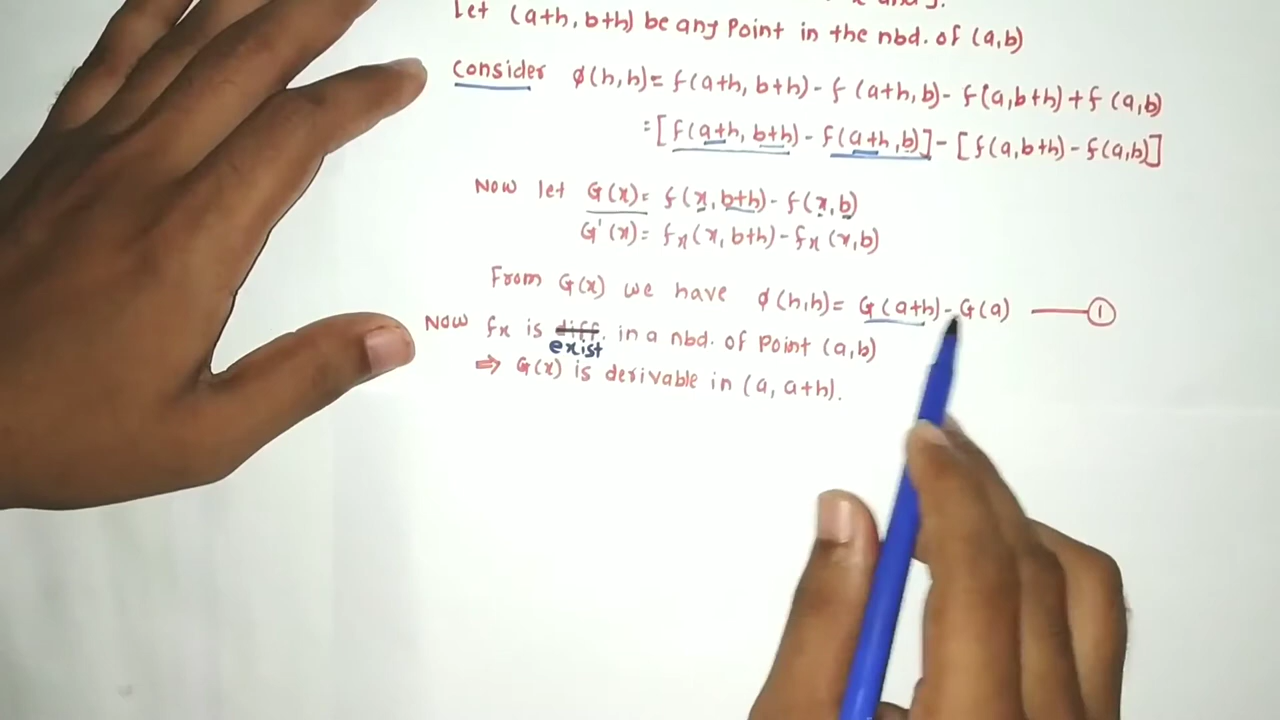 Let (a+h, b+h) be any point in the nbd. of (a,b)
Consider ϕ(h,h)= f(a+h, b+h)- f (a+h, b)- f(a,b+h)+f (a,b)
=[f(a+h, b+h)- f(a+h,b)]-[f(a,b+h)-f(a,b)]
Now let G(x)= f(x,b+h)- f(x,b)
G'(x)= fx(x, b+h)-fx (x,b)
From G(x) we have ϕ(h,h)= G(a+h)-G(a) —— ①
Now fx is diff. in a nbd. of point (a,b)
exist
⇒ G(x) is derivable in (a, a+h).